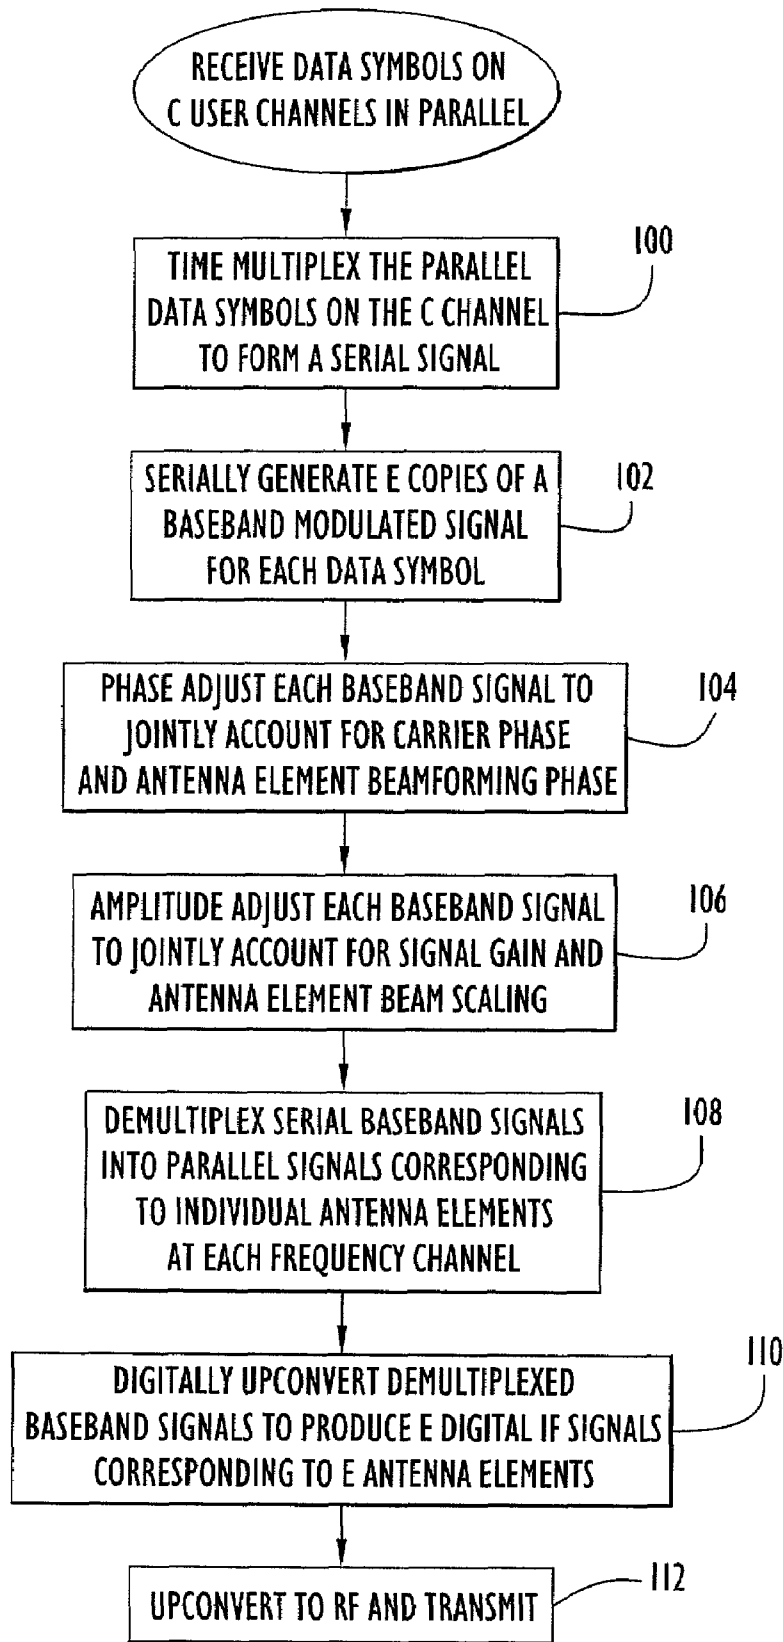 RECEIVE DATA SYMBOLS ON
C USER CHANNELS IN PARALLEL
100
TIME MULTIPLEX THE PARALLEL
DATA SYMBOLS ON THE C CHANNEL
TO FORM A SERIAL SIGNAL
102
SERIALLY GENERATE E COPIES OF A
BASEBAND MODULATED SIGNAL
FOR EACH DATA SYMBOL
104
PHASE ADJUST EACH BASEBAND SIGNAL TO
JOINTLY ACCOUNT FOR CARRIER PHASE
AND ANTENNA ELEMENT BEAMFORMING PHASE
106
AMPLITUDE ADJUST EACH BASEBAND SIGNAL
TO JOINTLY ACCOUNT FOR SIGNAL GAIN AND
ANTENNA ELEMENT BEAM SCALING
108
DEMULTIPLEX SERIAL BASEBAND SIGNALS
INTO PARALLEL SIGNALS CORRESPONDING
TO INDIVIDUAL ANTENNA ELEMENTS
AT EACH FREQUENCY CHANNEL
110
DIGITALLY UPCONVERT DEMULTIPLEXED
BASEBAND SIGNALS TO PRODUCE E DIGITAL IF SIGNALS
CORRESPONDING TO E ANTENNA ELEMENTS
112
UPCONVERT TO RF AND TRANSMIT